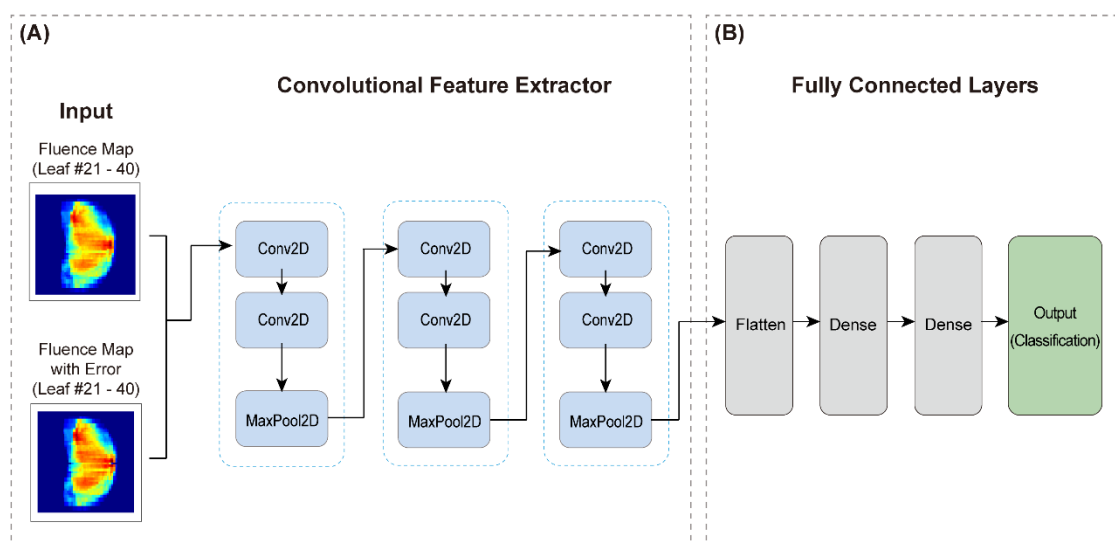 (A)
Convolutional Feature Extractor
Input
Fluence Map
(Leaf #21 - 40)
Fluence Map
with Error
(Leaf #21 - 40)
Conv2D
Conv2D
MaxPool2D
Conv2D
Conv2D
MaxPool2D
Conv2D
Conv2D
MaxPool2D
(B)
Fully Connected Layers
Flatten
Dense
Dense
Output
(Classification)